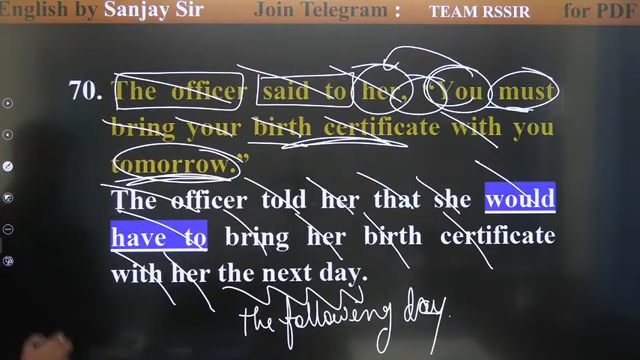 English by Sanjay Sir Join Telegram : TEAM RSSIR for PDF
70. The officer said to her, "You must
bring your birth certificate with you
tomorrow."
The officer told her that she would
have to bring her birth certificate
with her the next day.
the following day.